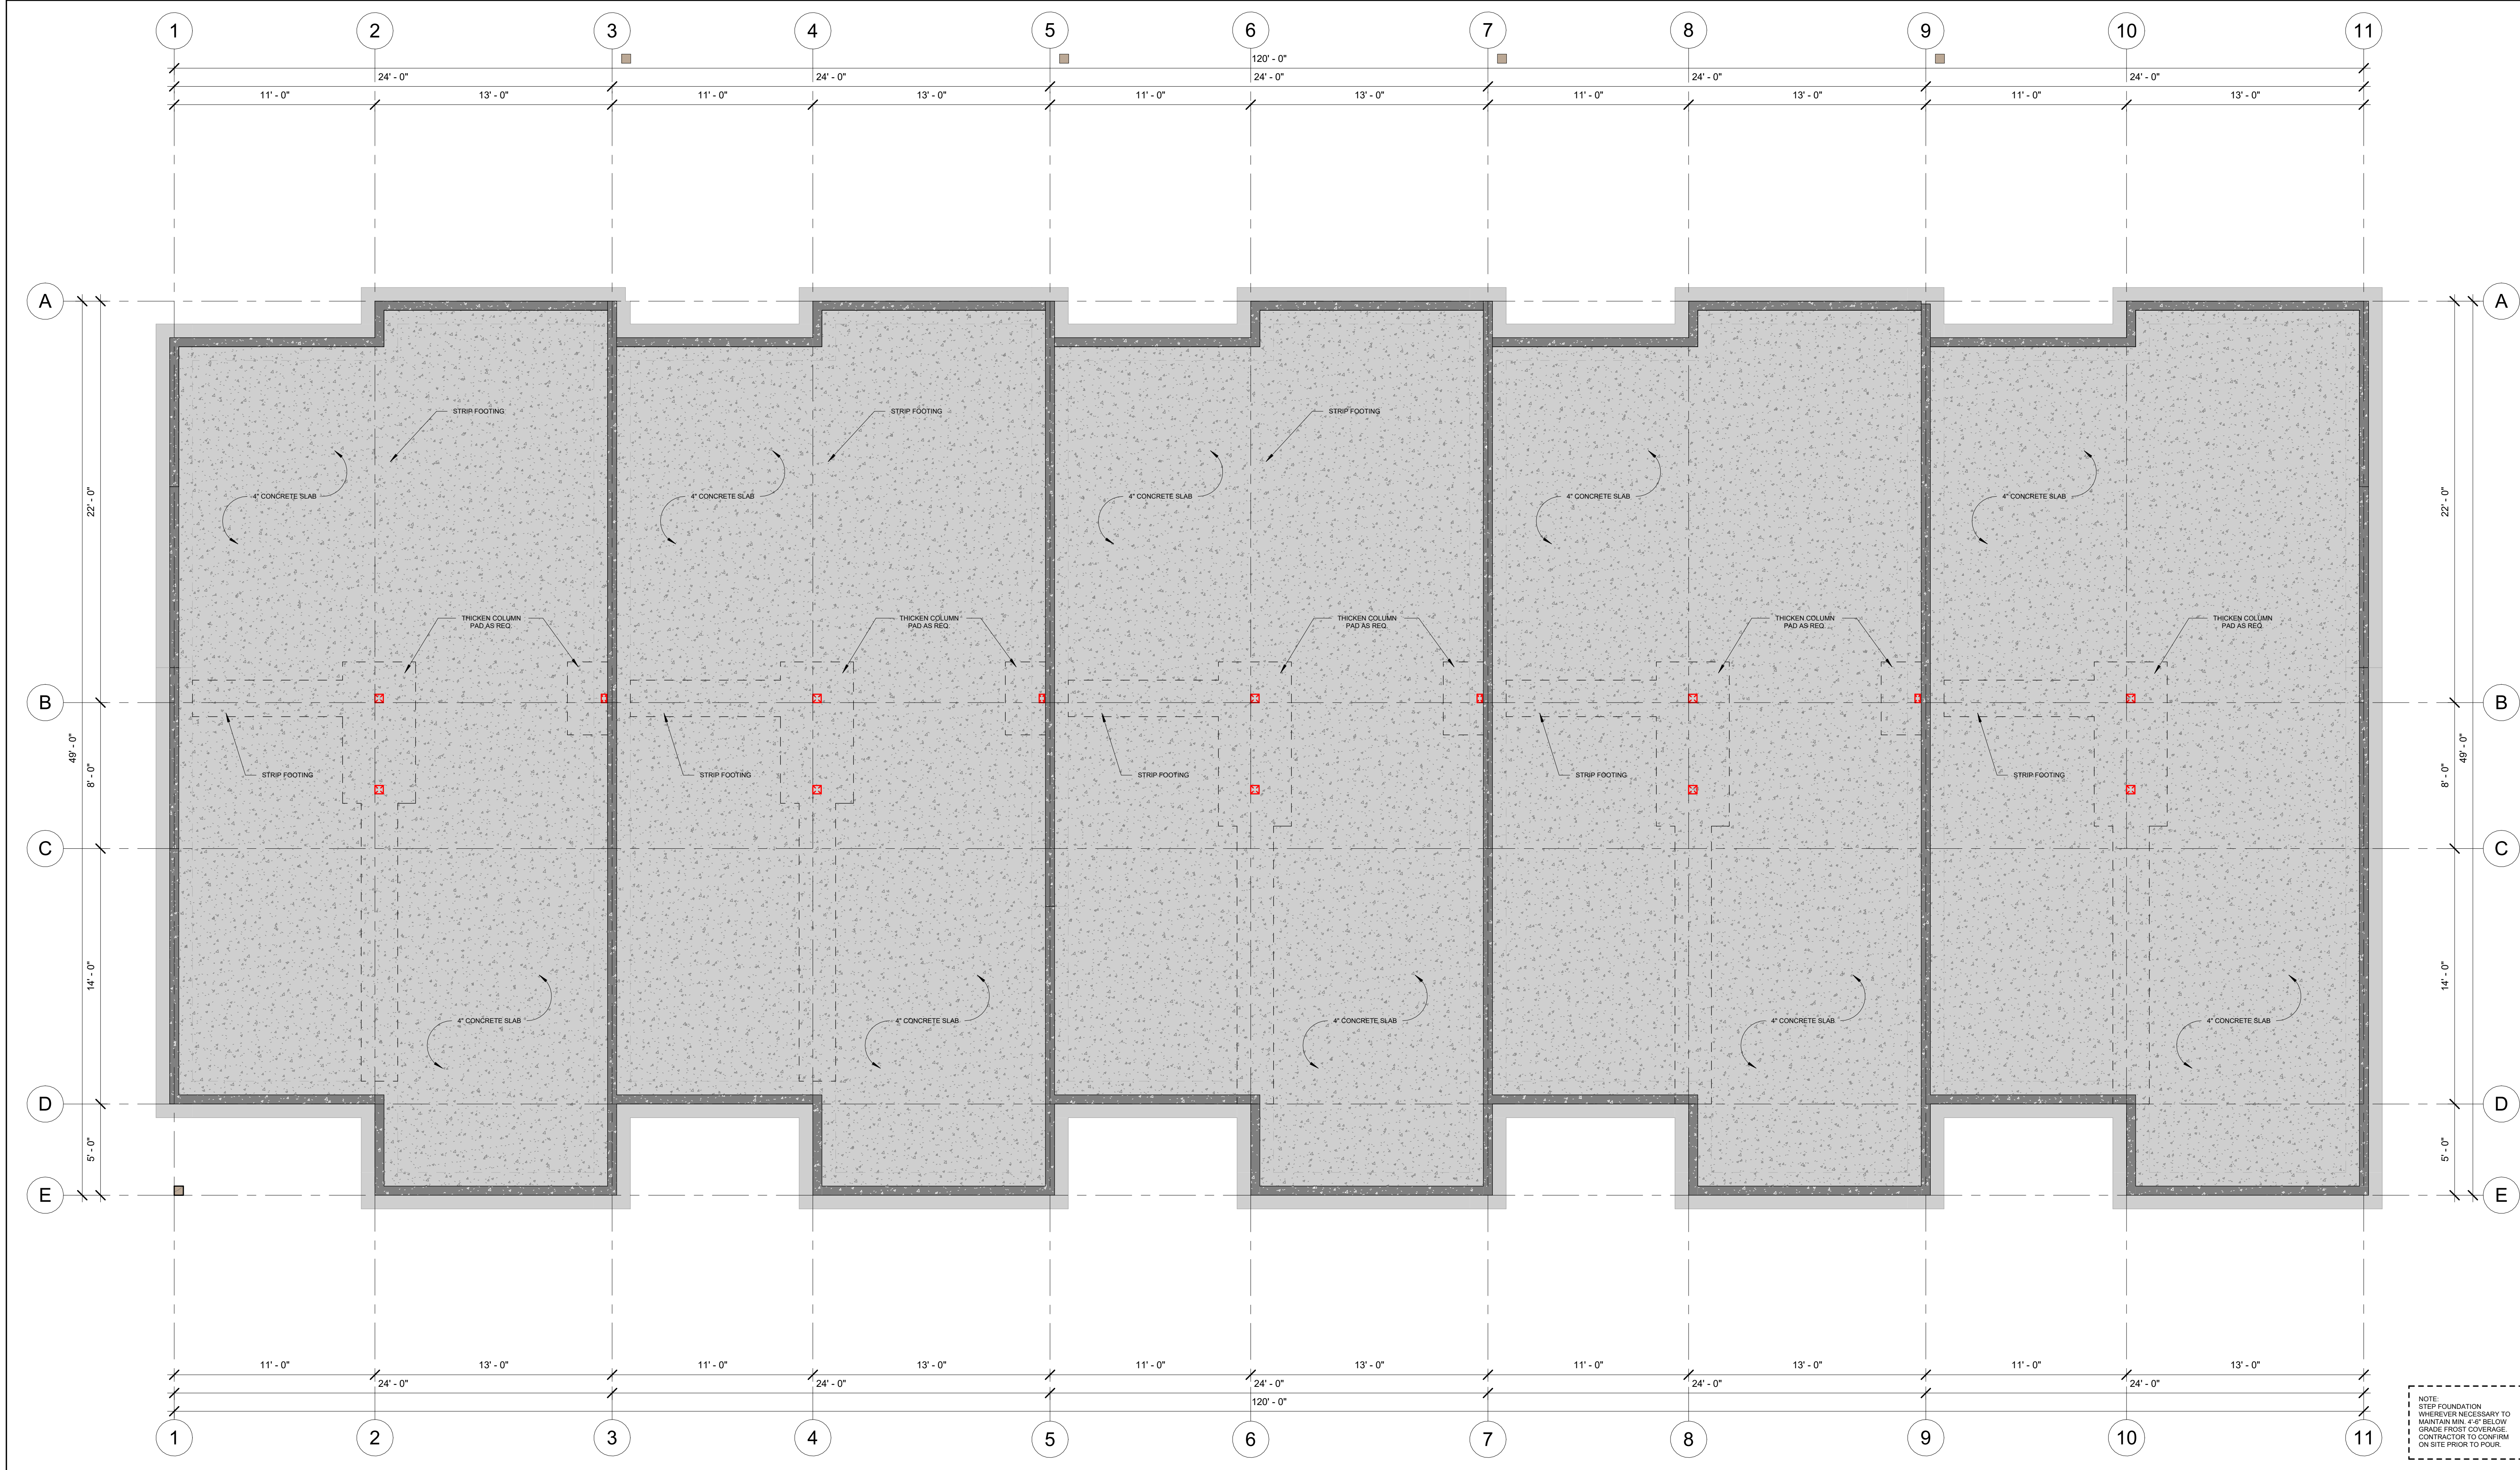 1 2 3 4 5 6 7 8 9 10 11
120' - 0"
24' - 0" 24' - 0" 24' - 0" 24' - 0" 24' - 0"
11' - 0" 13' - 0" 11' - 0" 13' - 0" 11' - 0" 13' - 0" 11' - 0" 13' - 0" 11' - 0" 13' - 0"
A A
STRIP FOOTING STRIP FOOTING STRIP FOOTING
22' - 0" 4" CONCRETE SLAB 4" CONCRETE SLAB 4" CONCRETE SLAB 4" CONCRETE SLAB 4" CONCRETE SLAB 22' - 0"
THICKEN COLUMN THICKEN COLUMN THICKEN COLUMN THICKEN COLUMN THICKEN COLUMN
PAD AS REQ. PAD AS REQ. PAD AS REQ. PAD AS REQ. PAD AS REQ.
B B
49' - 0" 49' - 0"
8' - 0" STRIP FOOTING STRIP FOOTING STRIP FOOTING STRIP FOOTING STRIP FOOTING 8' - 0"
C C
14' - 0" 14' - 0"
4" CONCRETE SLAB 4" CONCRETE SLAB 4" CONCRETE SLAB 4" CONCRETE SLAB 4" CONCRETE SLAB
D D
5' - 0" 5' - 0"
E E
11' - 0" 13' - 0" 11' - 0" 13' - 0" 11' - 0" 13' - 0" 11' - 0" 13' - 0" 11' - 0" 13' - 0"
24' - 0" 24' - 0" 24' - 0" 24' - 0" 24' - 0"
120' - 0"
1 2 3 4 5 6 7 8 9 10 11
NOTE:
STEP FOUNDATION
WHEREVER NECESSARY TO
MAINTAIN MIN. 4'-6" BELOW
GRADE FROST COVERAGE.
CONTRACTOR TO CONFIRM
ON SITE PRIOR TO POUR.